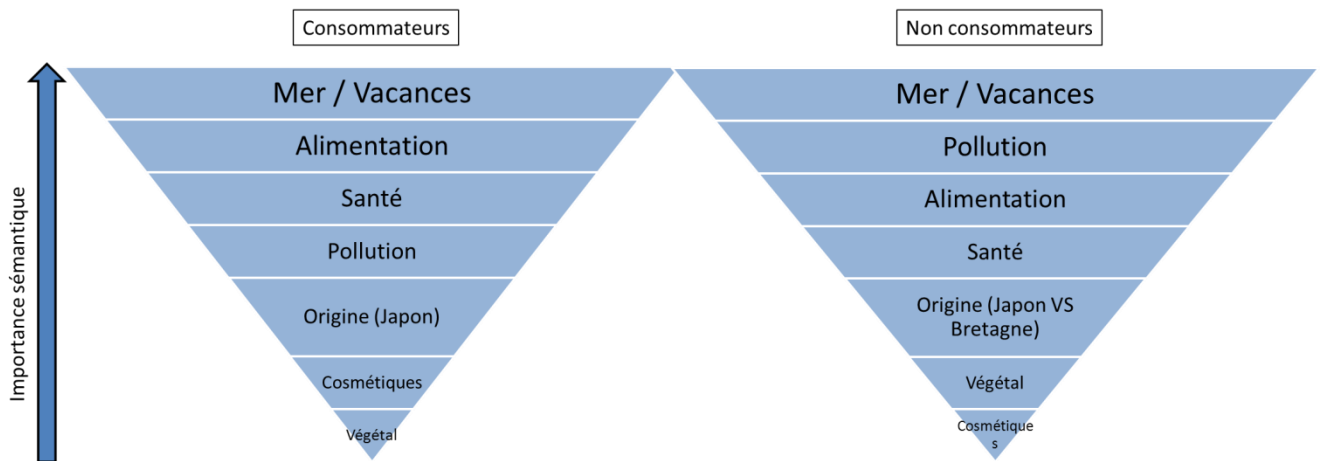 Consommateurs
Non consommateurs
Importance sémantique
Mer / Vacances
Alimentation
Santé
Pollution
Origine (Japon)
Cosmétiques
Végétal
Mer / Vacances
Pollution
Alimentation
Santé
Origine (Japon VS
Bretagne)
Végétal
Cosmétique
s